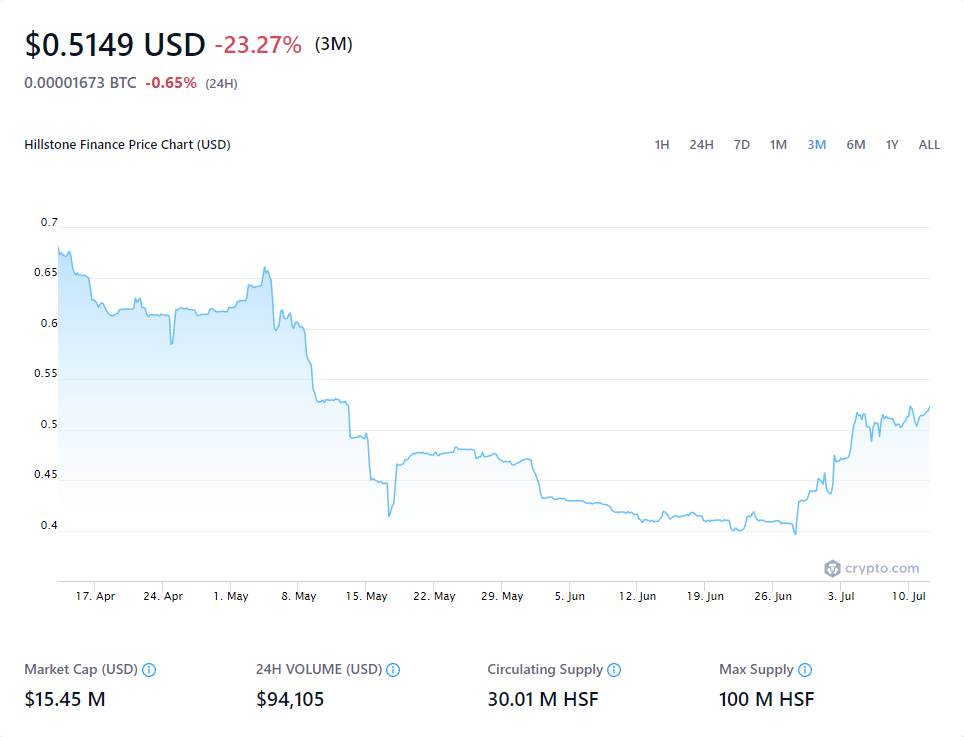 $0.5149 USD -23.27% (3M)
0.00001673 BTC -0.65% (24H)
Hillstone Finance Price Chart (USD) 1H 24H 7D 1M 3M 6M 1Y ALL
0.7
0.65
0.6
0.55
0.5
0.45
0.4
crypto.com
17. Apr 24. Apr 1. May 8. May 15. May 22. May 29. May 5. Jun 12. Jun 19. Jun 26. Jun 3. Jul 10. Jul
Market Cap (USD) 24H VOLUME (USD) Circulating Supply Max Supply
$15.45 M $94,105 30.01 M HSF 100 M HSF